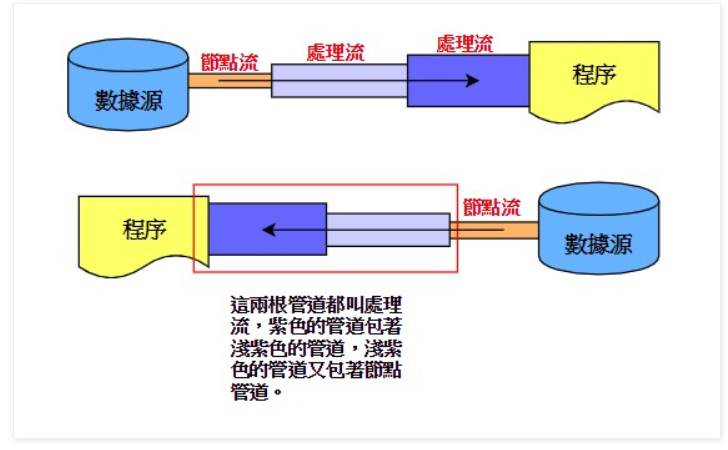 節點流
處理流
處理流
數據源
程序
程序
節點流
數據源
這兩根管道都叫處理
流，紫色的管道包著
淺紫色的管道，淺紫
色的管道又包著節點
管道。